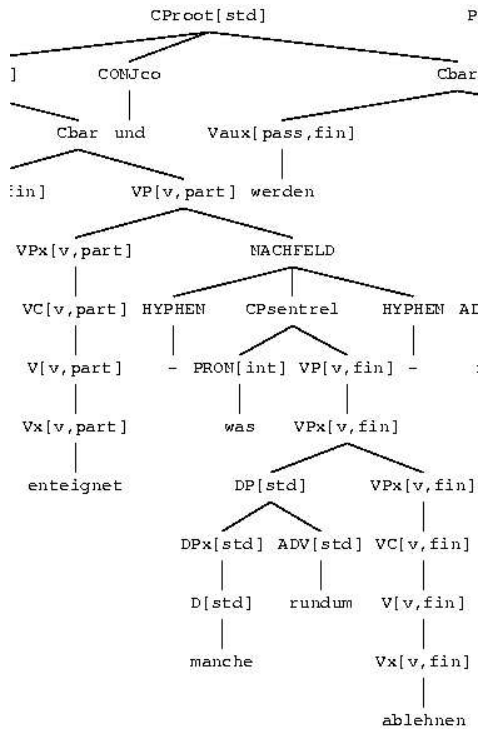 CProot[std] P
] CONJco Cbar
Cbar und Vaux[pass,fin]
fin] VP[v,part] werden
VPx[v,part] NACHFELD
VC[v,part] HYPHEN CPsentrel HYPHEN AD
V[v,part] - PRON[int] VP[v,fin] -
Vx[v,part] was VPx[v,fin]
enteignet DP[std] VPx[v,fin]
DPx[std] ADV[std] VC[v,fin]
D[std] rundum V[v,fin]
manche Vx[v,fin]
ablehnen